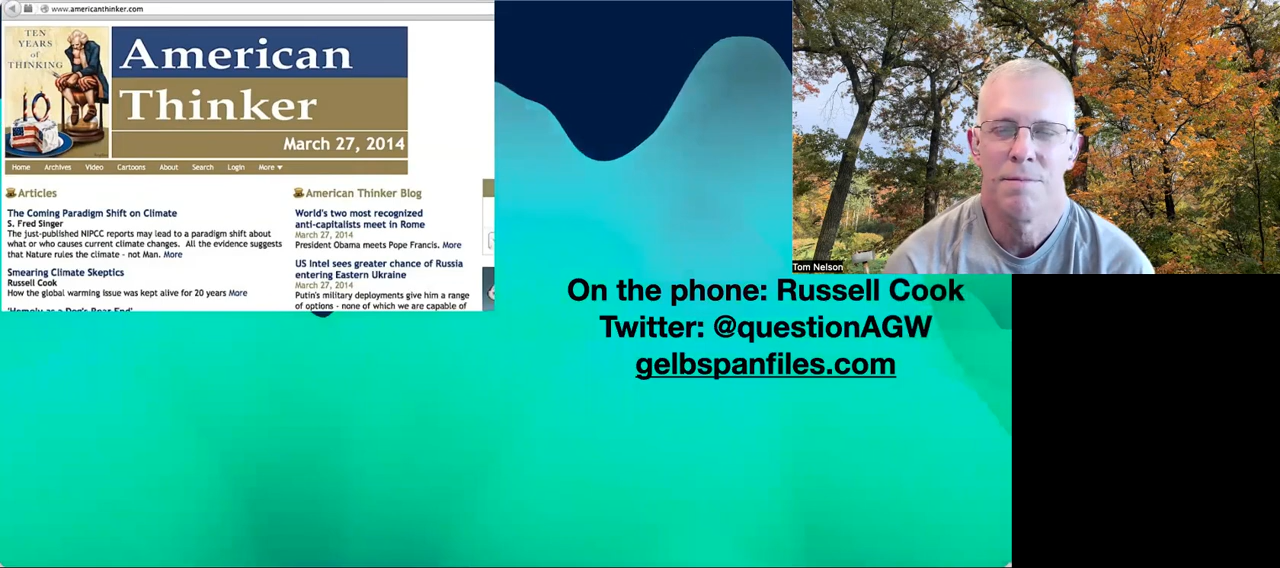 www.americanthinker.com
TEN
YEARS
of
THINKING
American
Thinker
March 27, 2014
Home Archives Video Cartoons About Search Login More
Articles
The Coming Paradigm Shift on Climate
S. Fred Singer
The just-published NIPCC reports may lead to a paradigm shift about
what or who causes current climate changes. All the evidence suggests
that Nature rules the climate - not Man. More
Smearing Climate Skeptics
Russell Cook
How the global warming issue was kept alive for 20 years More
'Homely as a Dog's Rear End'
American Thinker Blog
World's two most recognized
anti-capitalists meet in Rome
March 27, 2014
President Obama meets Pope Francis. More
US Intel sees greater chance of Russia
entering Eastern Ukraine
March 27, 2014
Putin's military deployments give him a range
of options - none of which we are capable of
Tom Nelson
On the phone: Russell Cook
Twitter: @questionAGW
gelbspanfiles.com